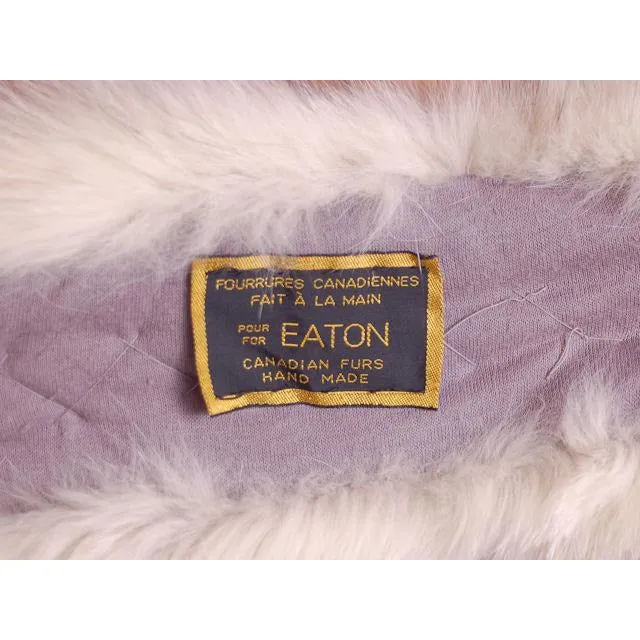 FOURRURES CANADIENNES
FAIT À LA MAIN
POUR
FOR EATON
CANADIAN FURS
HAND MADE